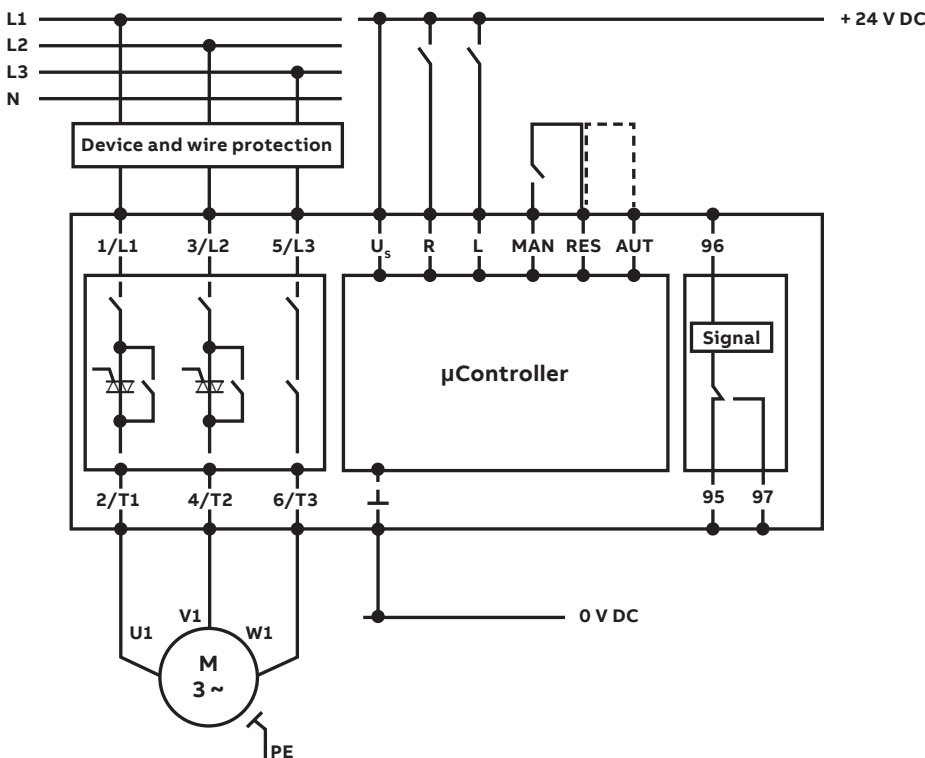 L1
+ 24 V DC
L2
L3
N
Device and wire protection
1/L1 3/L2 5/L3 Us R L MAN RES AUT 96
Signal
µController
2/T1 4/T2 6/T3 95 97
0 V DC
U1 V1 W1
M
3 ~
PE